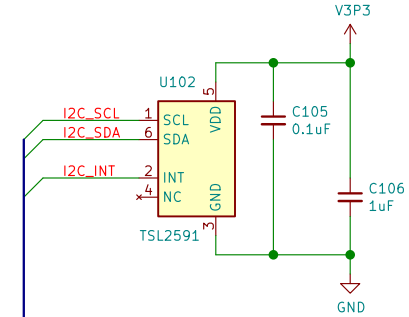 V3P3
U102
5
I2C_SCL 1 SCL
VDD
C105
0.1uF
I2C_SDA 6 SDA
I2C_INT 2 INT
4 NC
GND
C106
1uF
3
TSL2591
GND